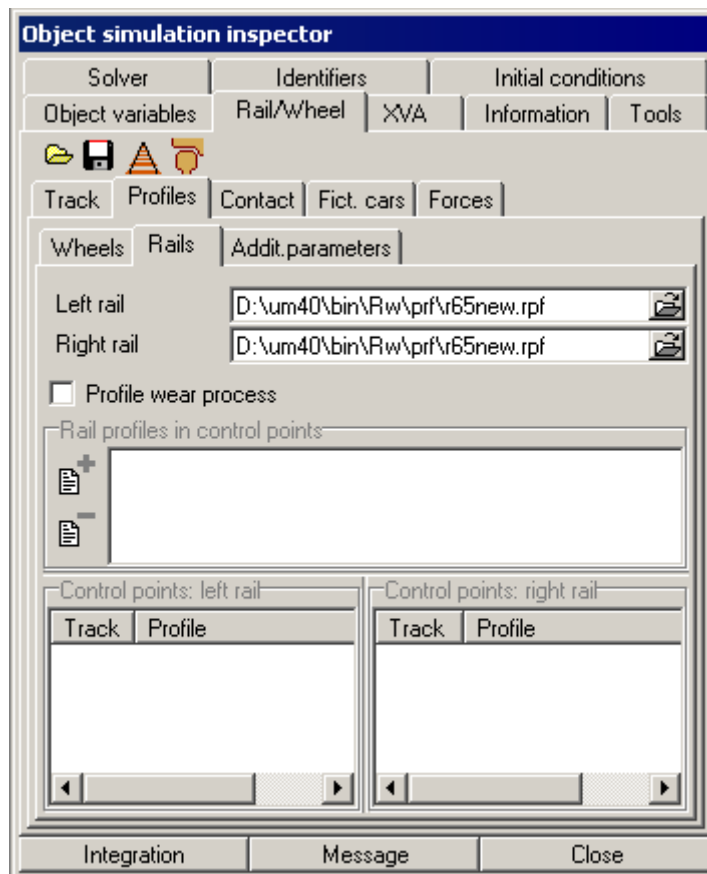 Object simulation inspector
Solver Identifiers Initial conditions
Object variables Rail/Wheel XVA Information Tools
Track Profiles Contact Fict. cars Forces
Wheels Rails Addit.parameters
Left rail D:\um40\bin\Rw\prf\r65new.rpf
Right rail D:\um40\bin\Rw\prf\r65new.rpf
Profile wear process
Rail profiles in control points
Control points: left rail Control points: right rail
Track Profile Track Profile
Integration Message Close